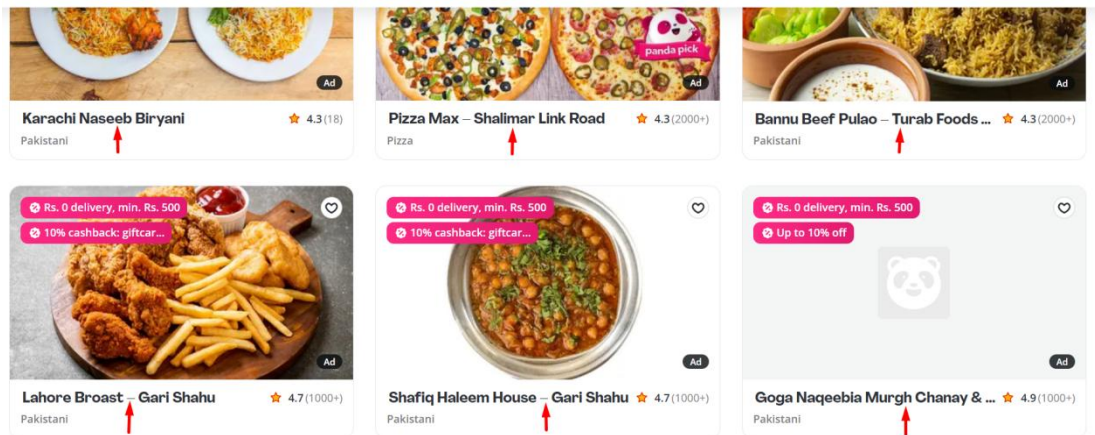 panda pick
Ad
Ad
Ad
Karachi Naseeb Biryani 4.3 (18)
Pakistani
Pizza Max – Shalimar Link Road 4.3 (2000+)
Pizza
Bannu Beef Pulao – Turab Foods ... 4.3 (2000+)
Pakistani
Rs. 0 delivery, min. Rs. 500
10% cashback: giftcar...
Ad
Lahore Broast – Gari Shahu 4.7 (1000+)
Pakistani
Rs. 0 delivery, min. Rs. 500
10% cashback: giftcar...
Ad
Shafiq Haleem House – Gari Shahu 4.7 (1000+)
Pakistani
Rs. 0 delivery, min. Rs. 500
Up to 10% off
Ad
Goga Naqeebia Murgh Chanay & ... 4.9 (1000+)
Pakistani